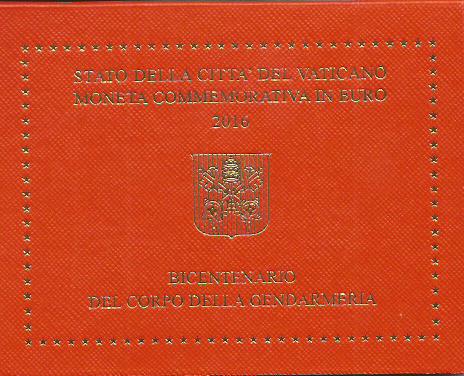 STATO DELLA CITTA' DEL VATICANO
MONETA COMMEMORATIVA IN EURO
2016
BICENTENARIO
DEL CORPO DELLA GENDARMERIA